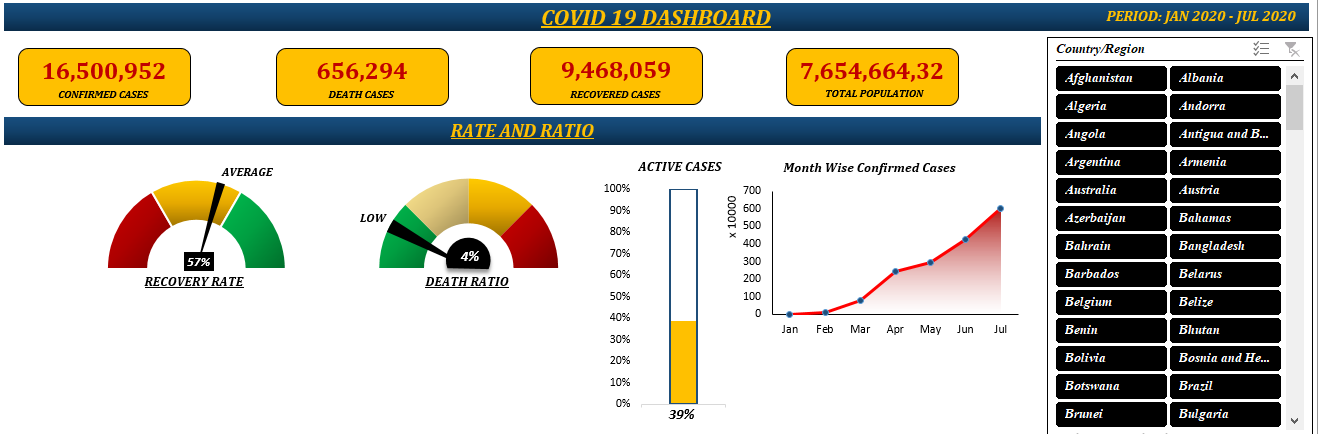 COVID 19 DASHBOARD
PERIOD: JAN 2020 - JUL 2020
16,500,952
CONFIRMED CASES
656,294
DEATH CASES
9,468,059
RECOVERED CASES
7,654,664,32
TOTAL POPULATION
RATE AND RATIO
AVERAGE
57%
RECOVERY RATE
LOW
4%
DEATH RATIO
ACTIVE CASES
100%
90%
80%
70%
60%
50%
40%
30%
20%
10%
0%
39%
Month Wise Confirmed Cases
x 10000
700
600
500
400
300
200
100
0
Jan Feb Mar Apr May Jun Jul
Country/Region
Afghanistan Albania
Algeria Andorra
Angola Antigua and B...
Argentina Armenia
Australia Austria
Azerbaijan Bahamas
Bahrain Bangladesh
Barbados Belarus
Belgium Belize
Benin Bhutan
Bolivia Bosnia and He...
Botswana Brazil
Brunei Bulgaria